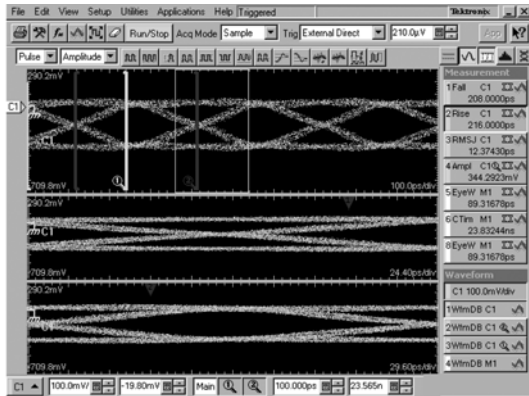 File Edit View Setup Utilities Applications Help Triggered Tektronix
Run/Stop Acq Mode Sample Trig External Direct 210.0µV App
Pulse Amplitude
290.2mV
C1
C1
709.8mV 100.0ps/div
290.2mV
C1
709.8mV 24.40ps/div
290.2mV
709.8mV 29.60ps/div
Measurement
1Fall C1
208.0000ps
2Rise C1
216.0000ps
3RMSJ C1
12.37430ps
4Ampl C1
344.2923mV
5EyeW M1
89.31678ps
6CTim M1
23.83244ns
8EyeW M1
89.31678ps
Waveform
C1 100.0mV/div
1WfmDB C1
2WfmDB C1
3WfmDB C1
4WfmDB M1
C1 100.0mV/ -19.80mV Main 1 2 100.000ps 23.565n